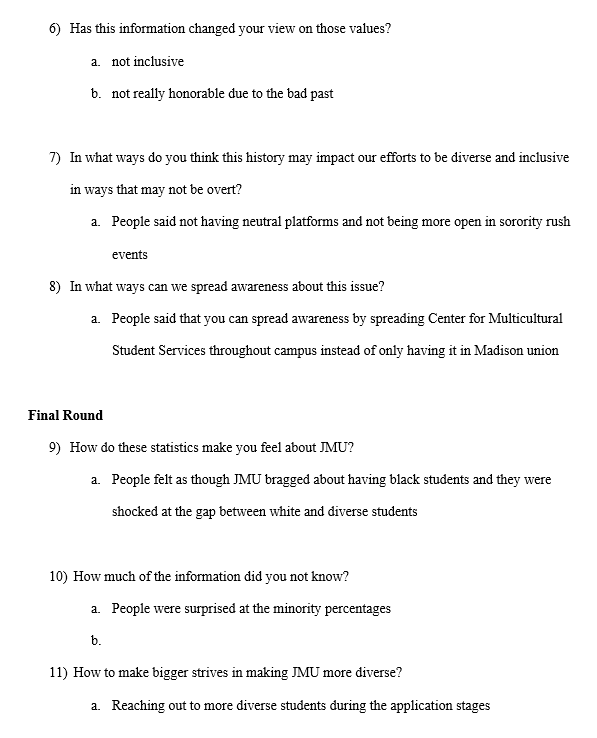 6) Has this information changed your view on those values?
a. not inclusive
b. not really honorable due to the bad past
7) In what ways do you think this history may impact our efforts to be diverse and inclusive
in ways that may not be overt?
a. People said not having neutral platforms and not being more open in sorority rush
events
8) In what ways can we spread awareness about this issue?
a. People said that you can spread awareness by spreading Center for Multicultural
Student Services throughout campus instead of only having it in Madison union
Final Round
9) How do these statistics make you feel about JMU?
a. People felt as though JMU bragged about having black students and they were
shocked at the gap between white and diverse students
10) How much of the information did you not know?
a. People were surprised at the minority percentages
b.
11) How to make bigger strives in making JMU more diverse?
a. Reaching out to more diverse students during the application stages